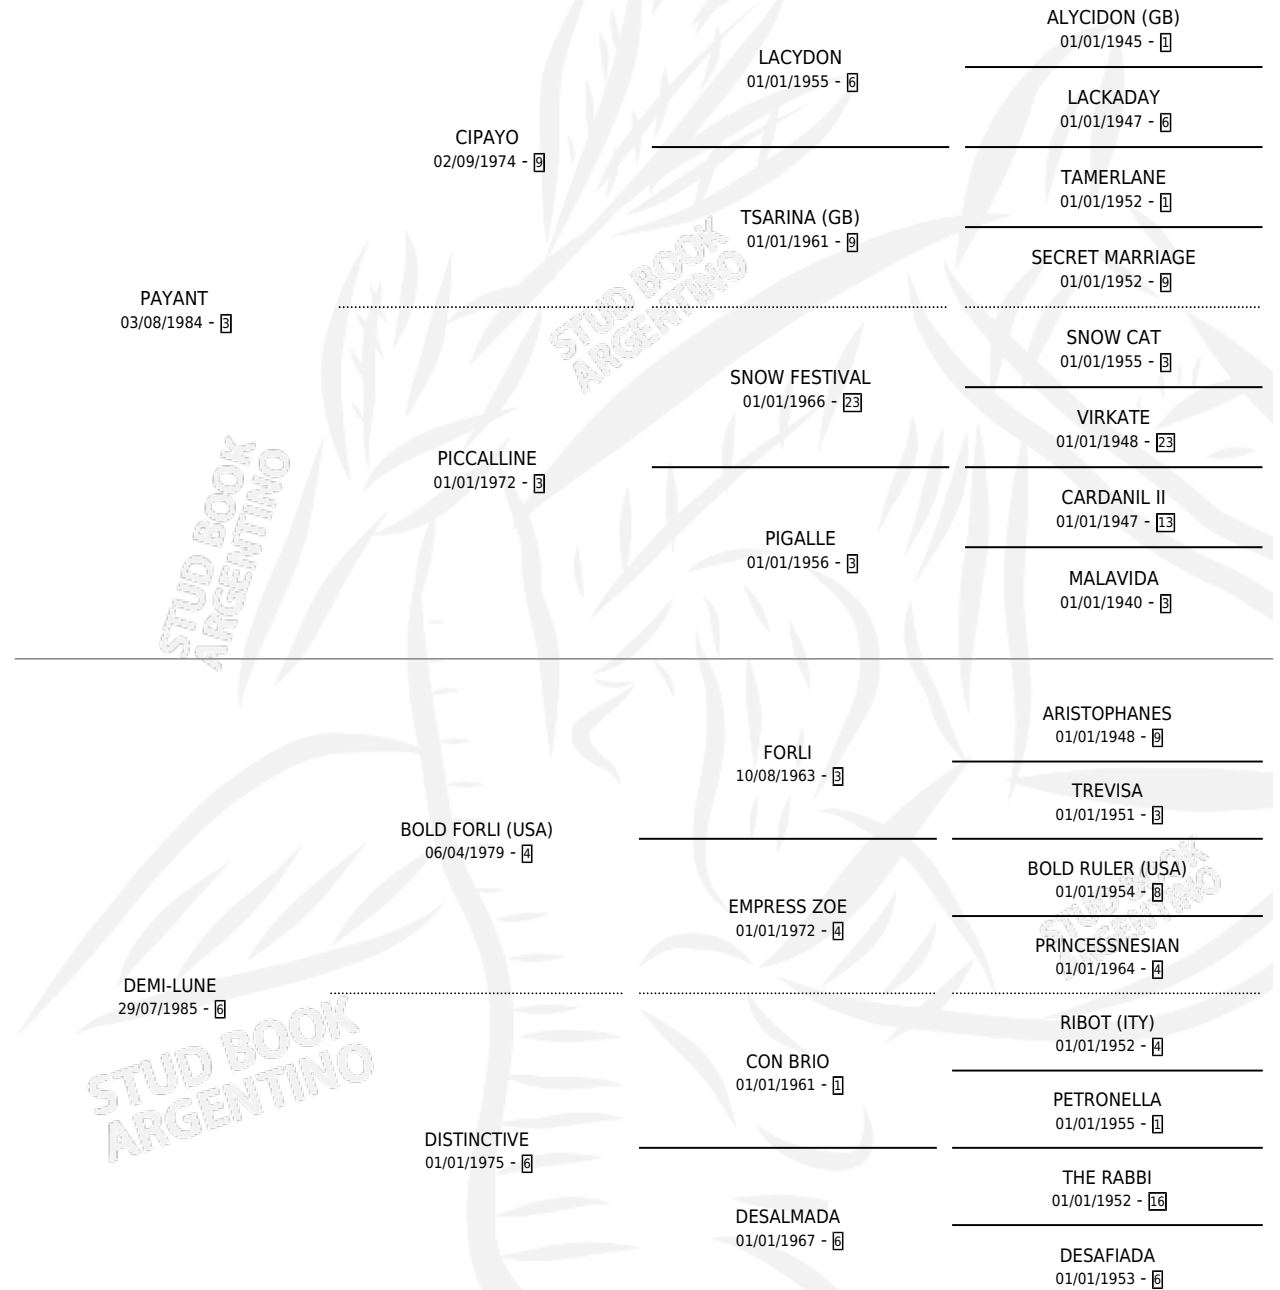 ALYCIDON (GB)
01/01/1945 - 1
LACYDON
01/01/1955 - 6
LACKADAY
01/01/1947 - 6
CIPAYO
02/09/1974 - 9
TAMERLANE
01/01/1952 - 1
TSARINA (GB)
01/01/1961 - 9
SECRET MARRIAGE
01/01/1952 - 9
PAYANT
03/08/1984 - 3
SNOW CAT
01/01/1955 - 3
SNOW FESTIVAL
01/01/1966 - 23
VIRKATE
01/01/1948 - 23
PICCALLINE
01/01/1972 - 3
CARDANIL II
01/01/1947 - 13
PIGALLE
01/01/1956 - 3
MALAVIDA
01/01/1940 - 3
ARISTOPHANES
01/01/1948 - 9
FORLI
10/08/1963 - 3
TREVISA
01/01/1951 - 3
BOLD FORLI (USA)
06/04/1979 - 4
BOLD RULER (USA)
01/01/1954 - 8
EMPRESS ZOE
01/01/1972 - 4
PRINCESSNESIAN
01/01/1964 - 4
DEMI-LUNE
29/07/1985 - 6
RIBOT (ITY)
01/01/1952 - 4
CON BRIO
01/01/1961 - 1
PETRONELLA
01/01/1955 - 1
DISTINCTIVE
01/01/1975 - 6
THE RABBI
01/01/1952 - 16
DESALMADA
01/01/1967 - 6
DESAFIADA
01/01/1953 - 6
STUD BOOK
ARGENTINO
STUD BOOK
ARGENTINO
STUD BOOK
ARGENTINO
STUD BOOK
ARGENTINO